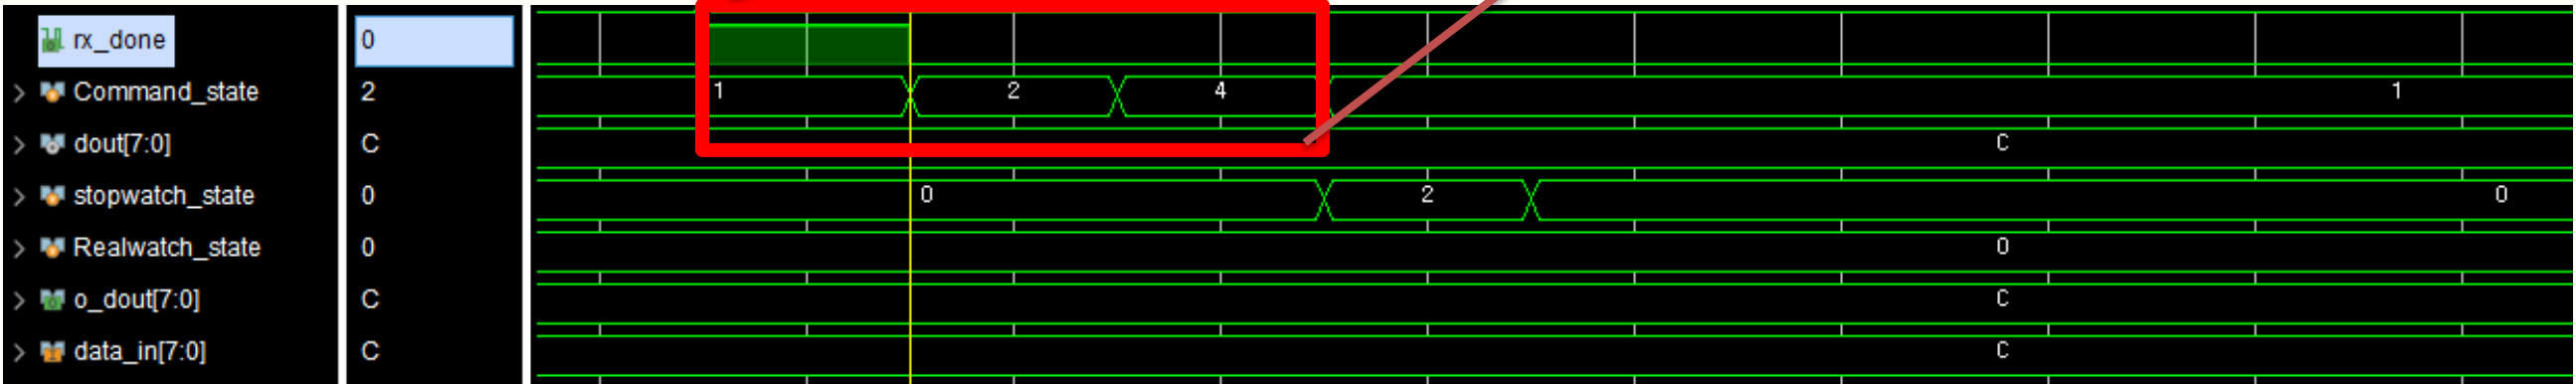 rx_done 0
Command_state 2 1 2 4 1
dout[7:0] C C
stopwatch_state 0 0 2 0
Realwatch_state 0 0
o_dout[7:0] C C
data_in[7:0] C C